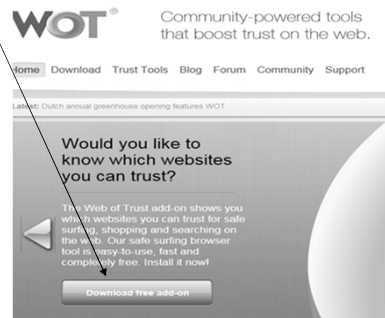 WOT®
Community-powered tools
that boost trust on the web.
Home Download Trust Tools Blog Forum Community Support
Latest: Dutch annual greenhouse opening features WOT
Would you like to
know which websites
you can trust?
The Web of Trust add-on shows you
which websites you can trust for safe
surfing, shopping and searching on
the web. Our safe surfing browser
tool is easy-to-use, fast and
completely free. Install it now!
Download free add-on